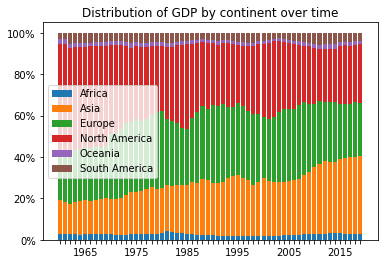 Distribution of GDP by continent over time
100%
80%
60%
40%
20%
0%
Africa
Asia
Europe
North America
Oceania
South America
1965 1975 1985 1995 2005 2015